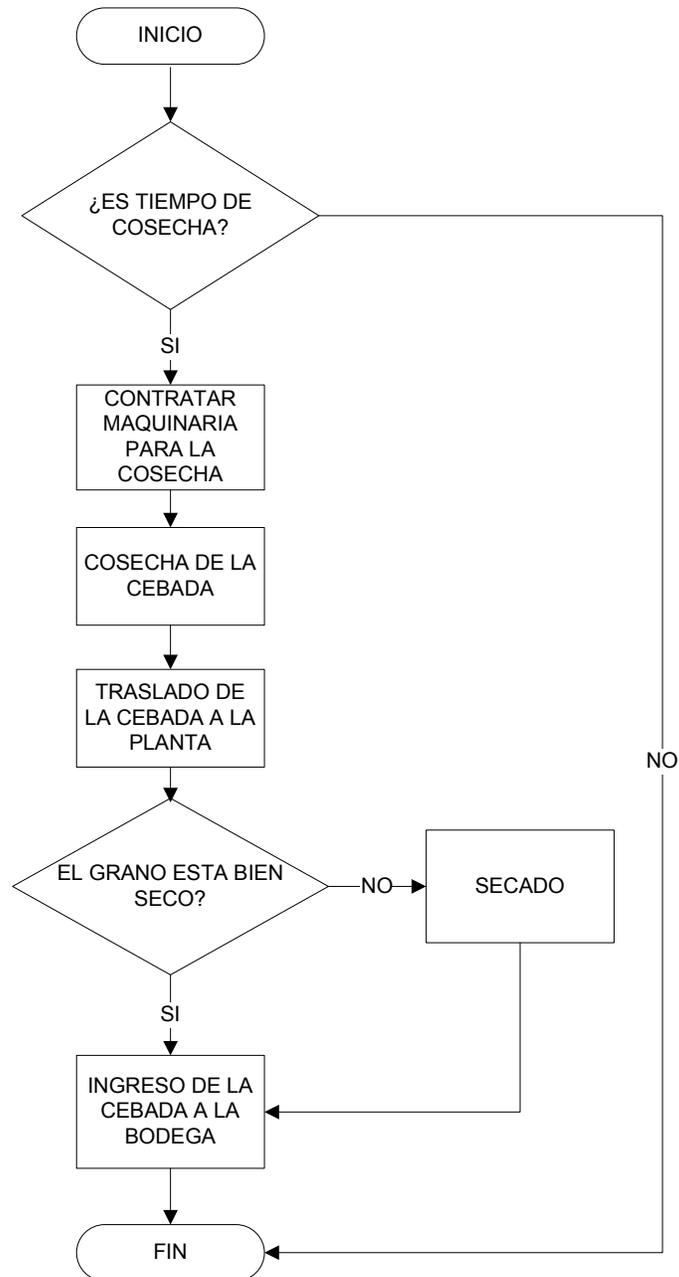 INICIO
¿ES TIEMPO DE
COSECHA?
SI
CONTRATAR
MAQUINARIA
PARA LA
COSECHA
COSECHA DE LA
CEBADA
TRASLADO DE
LA CEBADA A LA
PLANTA
NO
EL GRANO ESTA BIEN
SECO?
NO
SECADO
SI
INGRESO DE LA
CEBADA A LA
BODEGA
FIN